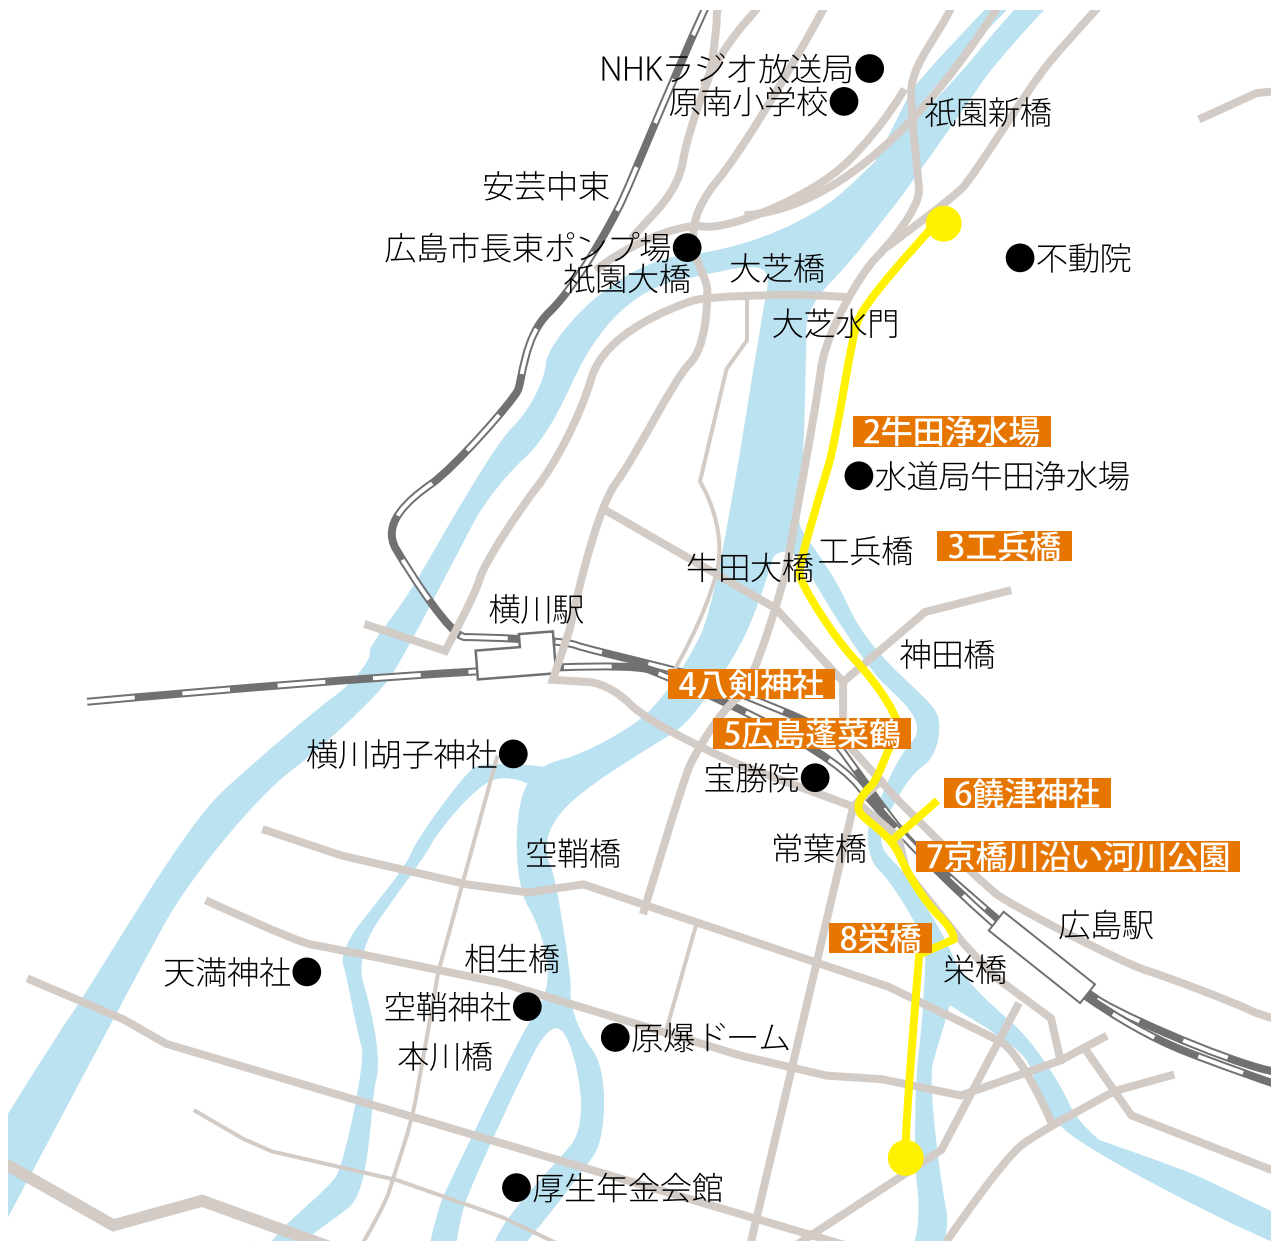 NHKラジオ放送局
原南小学校
祇園新橋
安芸中束
広島市長束ポンプ場
不動院
祇園大橋
大芝橋
大芝水門
2牛田浄水場
水道局牛田浄水場
工兵橋
3工兵橋
牛田大橋
横川駅
神田橋
4八剣神社
5広島蓬菜鶴
横川胡子神社
宝勝院
6饒津神社
常葉橋
空鞘橋
7京橋川沿い河川公園
広島駅
8栄橋
相生橋
栄橋
天満神社
空鞘神社
原爆ドーム
本川橋
厚生年金会館